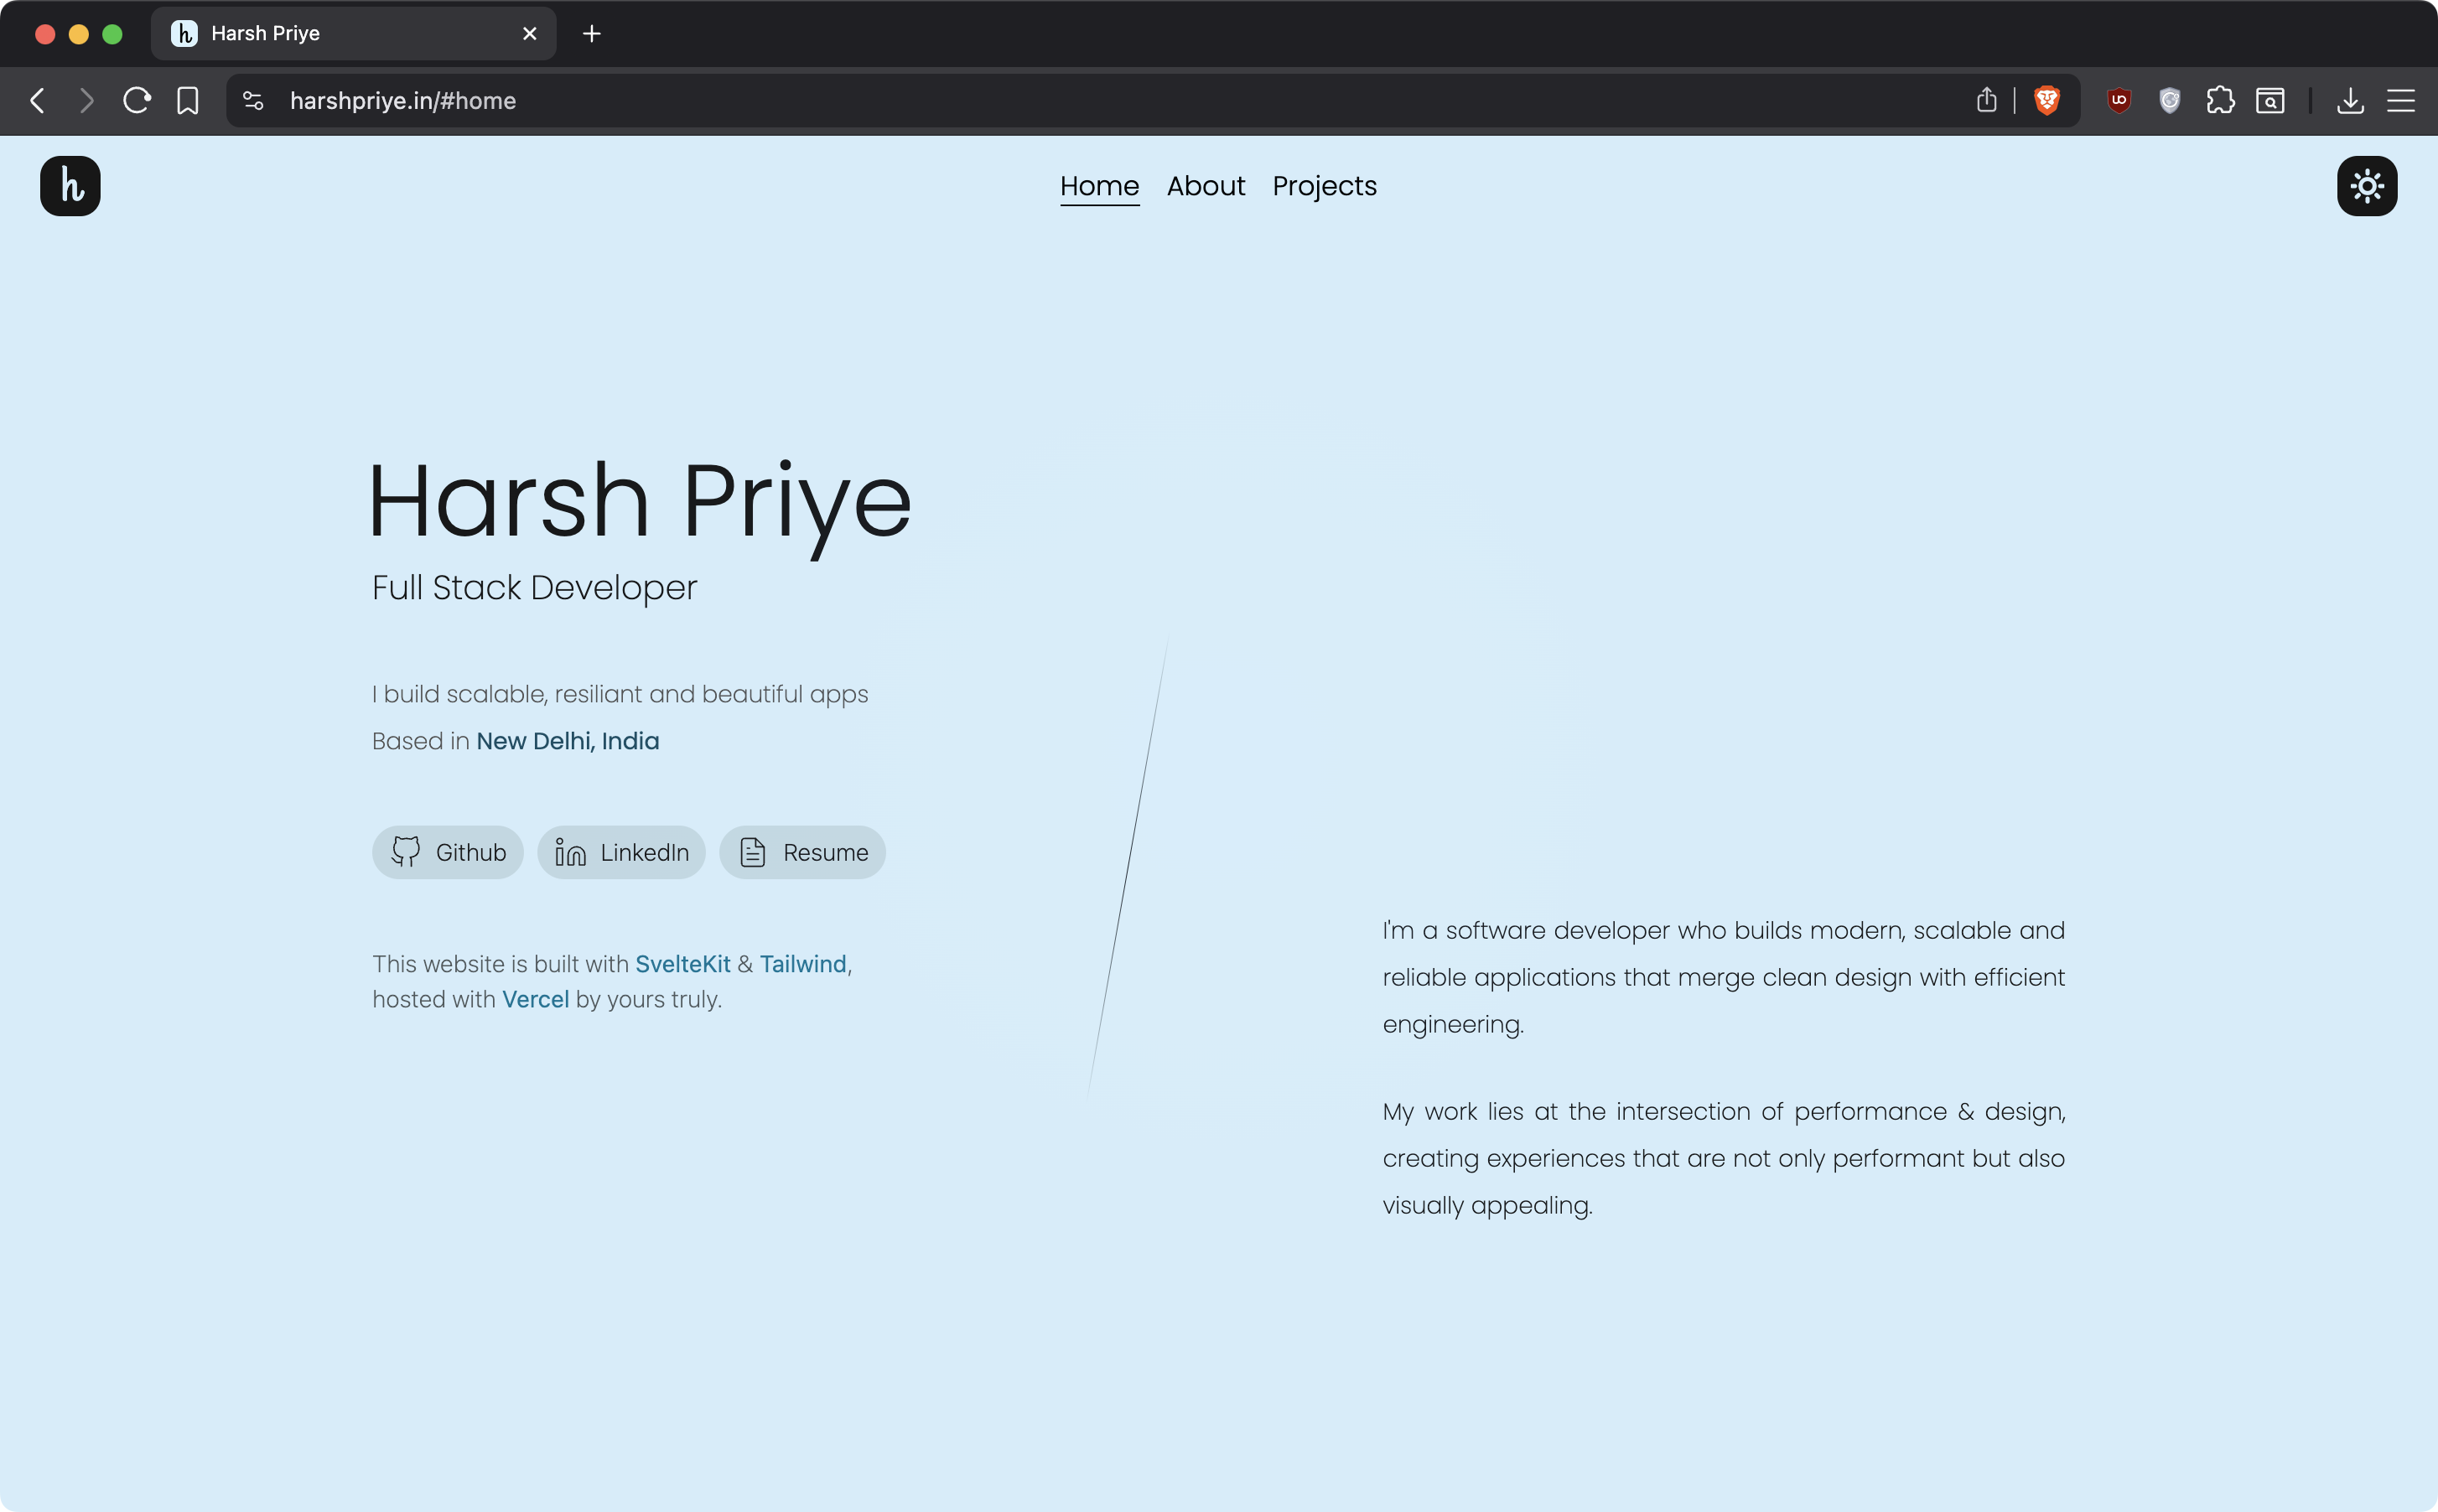 h Harsh Priye
harshpriye.in/#home
h
Home About Projects
Harsh Priye
Full Stack Developer
I build scalable, resiliant and beautiful apps
Based in New Delhi, India
Github LinkedIn Resume
This website is built with SvelteKit & Tailwind,
hosted with Vercel by yours truly.
I'm a software developer who builds modern, scalable and
reliable applications that merge clean design with efficient
engineering.
My work lies at the intersection of performance & design,
creating experiences that are not only performant but also
visually appealing.